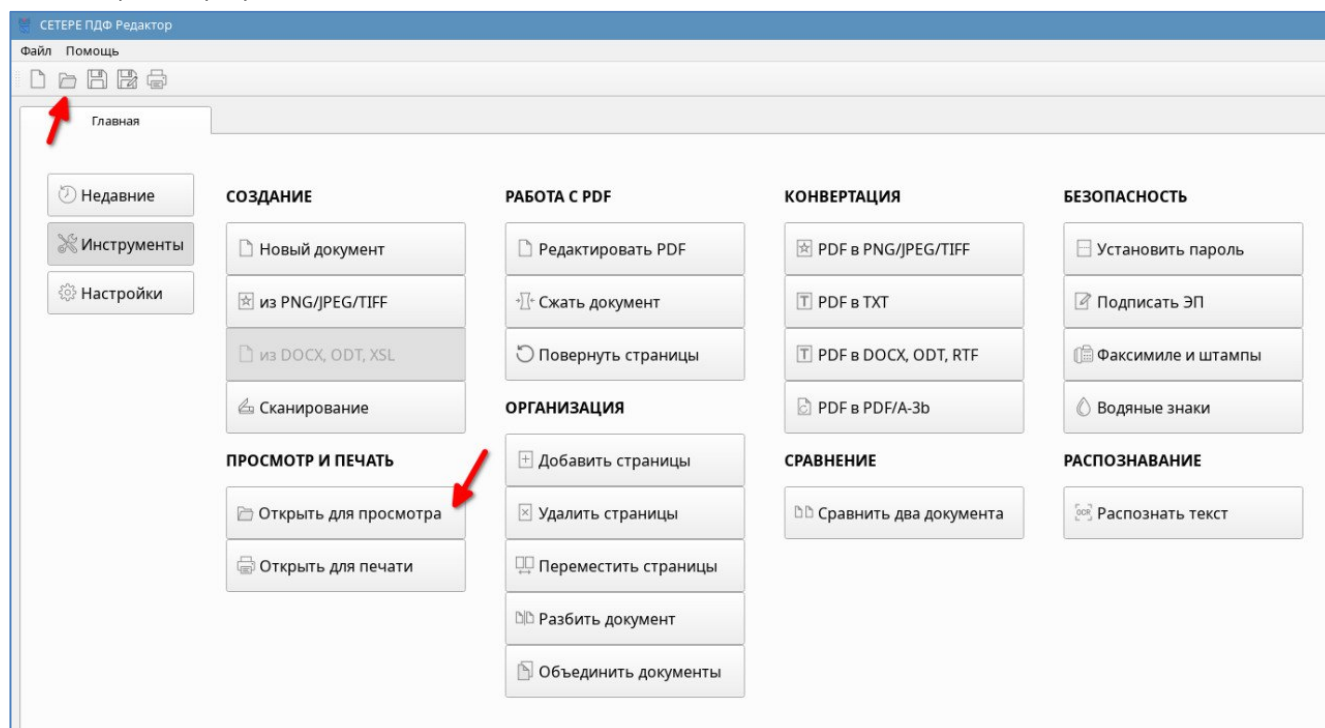 СЕТЕРЕ ПДФ Редактор
Файл Помощь
Главная
Недавние
Инструменты
Настройки
СОЗДАНИЕ
Новый документ
из PNG/JPEG/TIFF
из DOCX, ODT, XSL
Сканирование
ПРОСМОТР И ПЕЧАТЬ
Открыть для просмотра
Открыть для печати
РАБОТА С PDF
Редактировать PDF
Сжать документ
Повернуть страницы
ОРГАНИЗАЦИЯ
Добавить страницы
Удалить страницы
Переместить страницы
Разбить документ
Объединить документы
КОНВЕРТАЦИЯ
PDF в PNG/JPEG/TIFF
PDF в TXT
PDF в DOCX, ODT, RTF
PDF в PDF/A-3b
СРАВНЕНИЕ
Сравнить два документа
БЕЗОПАСНОСТЬ
Установить пароль
Подписать ЭП
Факсимиле и штампы
Водяные знаки
РАСПОЗНАВАНИЕ
OCR Распознать текст